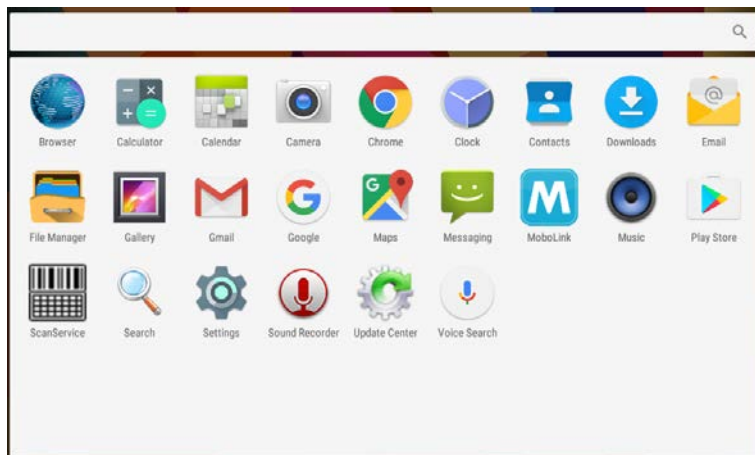 Browser Calculator Calendar Camera Chrome Clock Contacts Downloads Email
File Manager Gallery Gmail Google Maps Messaging MoboLink Music Play Store
ScanService Search Settings Sound Recorder Update Center Voice Search